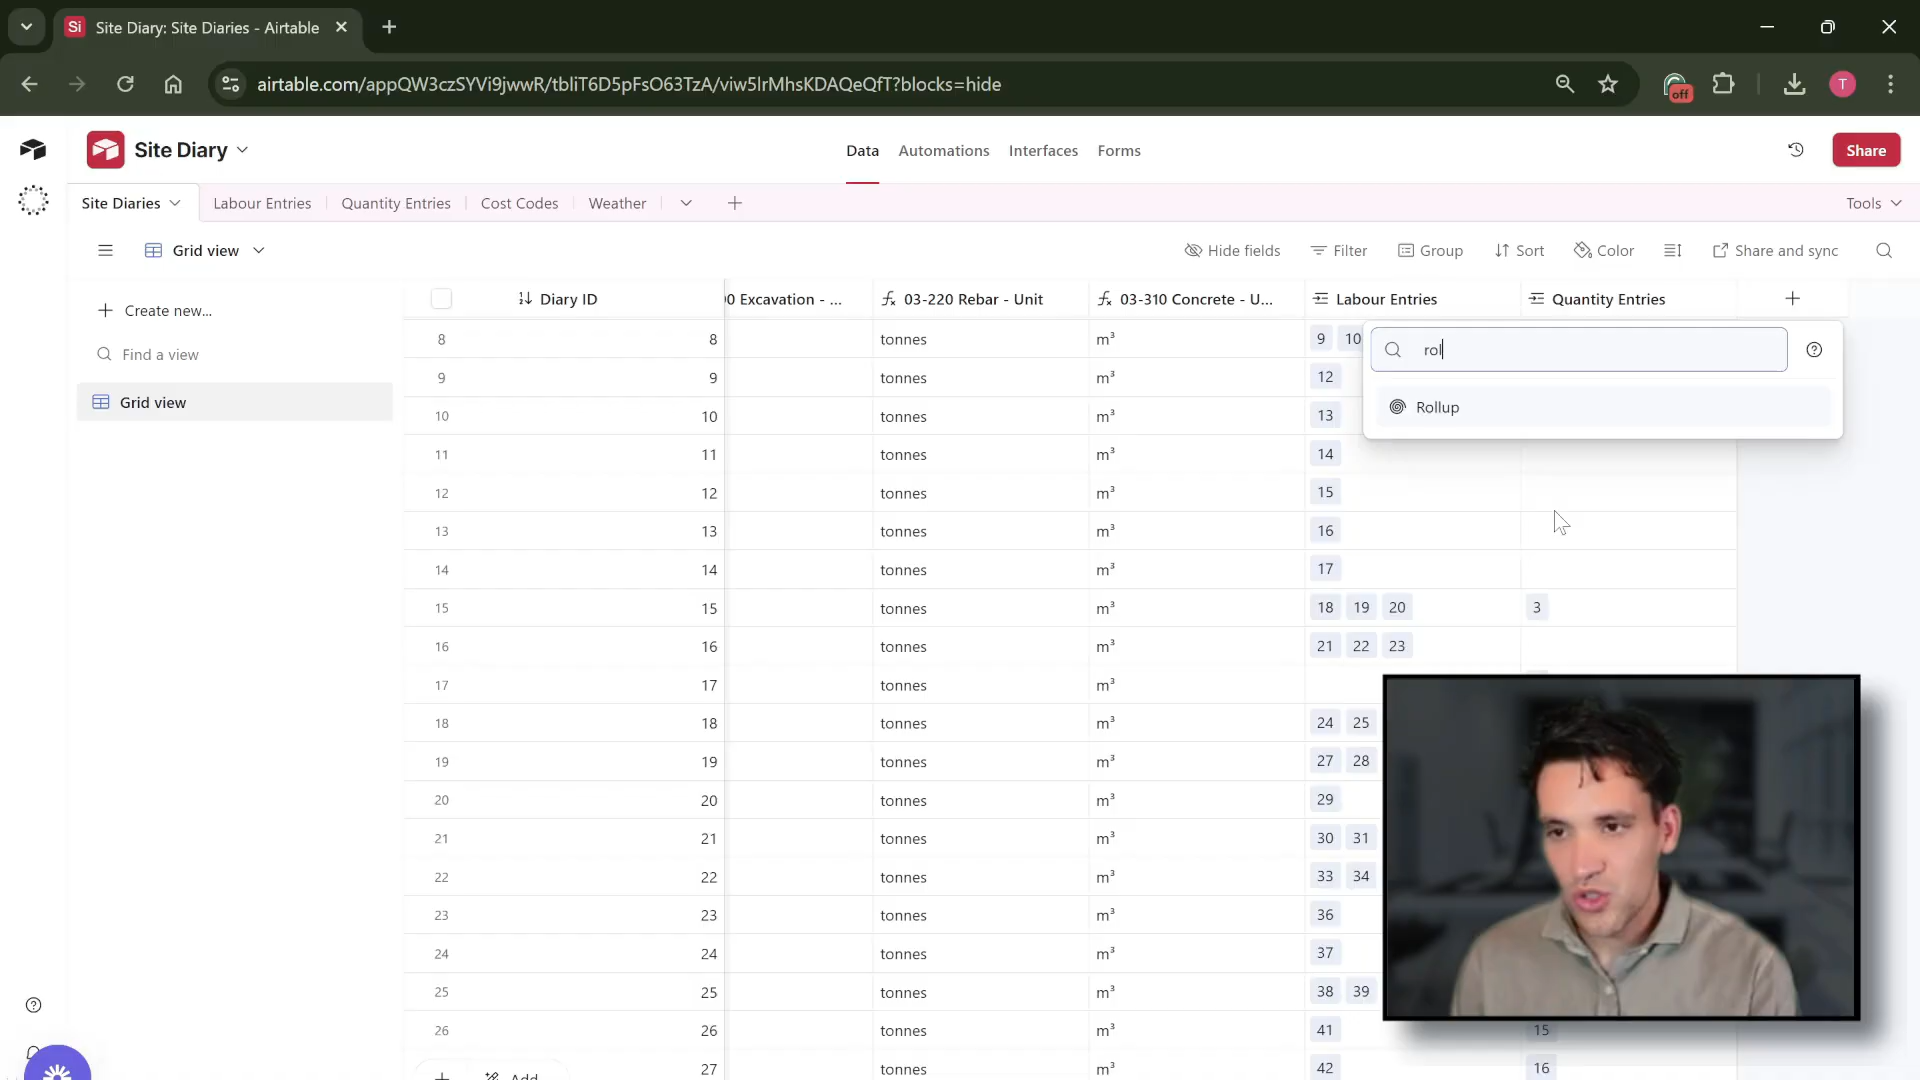 Si Site Diary: Site Diaries - Airtable
airtable.com/appQW3czSYVi9jwwR/tbliT6D5pFsO63TzA/viw5lrMhsKDAQeQfT?blocks=hide
off
T
Site Diary
Data Automations Interfaces Forms
Share
Site Diaries Labour Entries Quantity Entries Cost Codes Weather Tools
Grid view Hide fields Filter Group Sort Color Share and sync
Create new...
Find a view
Grid view
Diary ID 00 Excavation - ... 03-220 Rebar - Unit 03-310 Concrete - U... Labour Entries Quantity Entries
rol
Rollup
8 8 tonnes m³ 9 10
9 9 tonnes m³ 12
10 10 tonnes m³ 13
11 11 tonnes m³ 14
12 12 tonnes m³ 15
13 13 tonnes m³ 16
14 14 tonnes m³ 17
15 15 tonnes m³ 18 19 20 3
16 16 tonnes m³ 21 22 23
17 17 tonnes m³
18 18 tonnes m³ 24 25
19 19 tonnes m³ 27 28
20 20 tonnes m³ 29
21 21 tonnes m³ 30 31
22 22 tonnes m³ 33 34
23 23 tonnes m³ 36
24 24 tonnes m³ 37
25 25 tonnes m³ 38 39
26 26 tonnes m³ 41 15
27 tonnes m³ 42 16
Add...